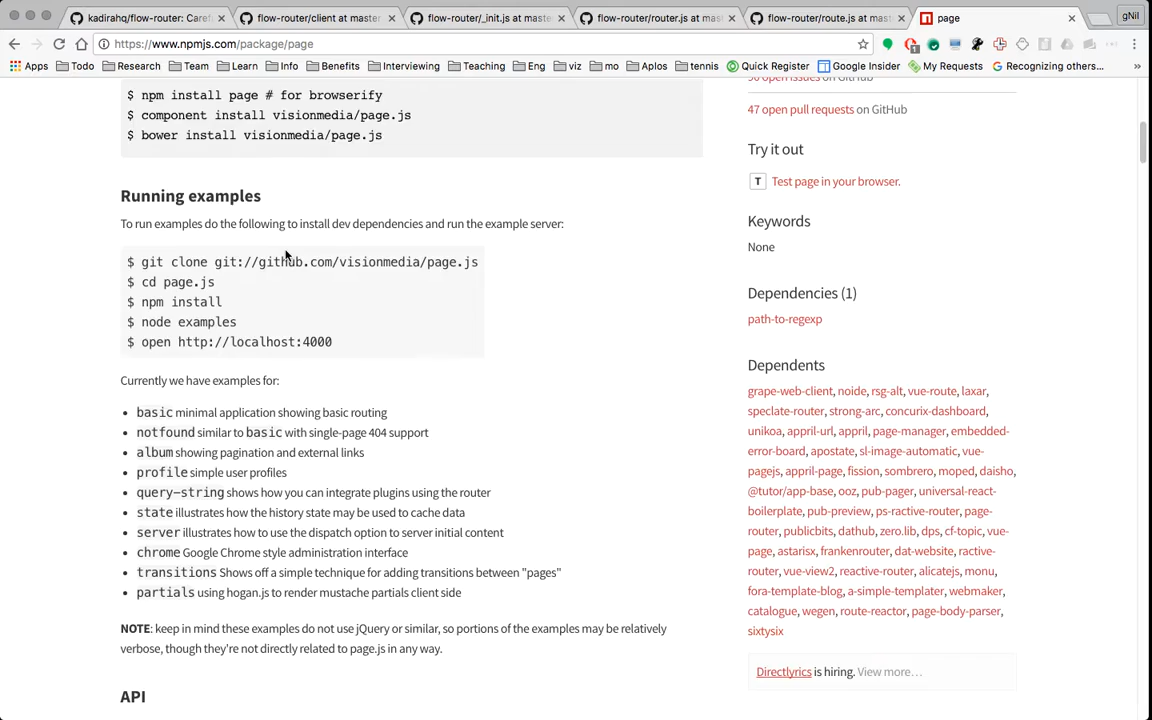 kadirahq/flow-router: Caref
flow-router/client at master
flow-router/_init.js at maste
flow-router/router.js at mas
flow-router/route.js at mast
page
gNil
https://www.npmjs.com/package/page
Apps Todo Research Team Learn Info Benefits Interviewing Teaching Eng viz mo Aplos tennis Quick Register Google Insider My Requests Recognizing others... »
$ npm install page # for browserify
$ component install visionmedia/page.js
$ bower install visionmedia/page.js
Running examples
To run examples do the following to install dev dependencies and run the example server:
$ git clone git://github.com/visionmedia/page.js
$ cd page.js
$ npm install
$ node examples
$ open http://localhost:4000
Currently we have examples for:
• basic minimal application showing basic routing
• notfound similar to basic with single-page 404 support
• album showing pagination and external links
• profile simple user profiles
• query-string shows how you can integrate plugins using the router
• state illustrates how the history state may be used to cache data
• server illustrates how to use the dispatch option to server initial content
• chrome Google Chrome style administration interface
• transitions Shows off a simple technique for adding transitions between "pages"
• partials using hogan.js to render mustache partials client side
NOTE: keep in mind these examples do not use jQuery or similar, so portions of the examples may be relatively
verbose, though they're not directly related to page.js in any way.
API
open issues on GitHub
47 open pull requests on GitHub
Try it out
T Test page in your browser.
Keywords
None
Dependencies (1)
path-to-regexp
Dependents
grape-web-client, noide, rsg-alt, vue-route, laxar,
speclate-router, strong-arc, concurix-dashboard,
unikoa, appril-url, appril, page-manager, embedded-
error-board, apostate, sl-image-automatic, vue-
pagejs, appril-page, fission, sombrero, moped, daisho,
@tutor/app-base, ooz, pub-pager, universal-react-
boilerplate, pub-preview, ps-ractive-router, page-
router, publicbits, dathub, zero.lib, dps, cf-topic, vue-
page, astarisx, frankenrouter, dat-website, ractive-
router, vue-view2, reactive-router, alicatejs, monu,
fora-template-blog, a-simple-templater, webmaker,
catalogue, wegen, route-reactor, page-body-parser,
sixtysix
Directlyrics is hiring. View more…